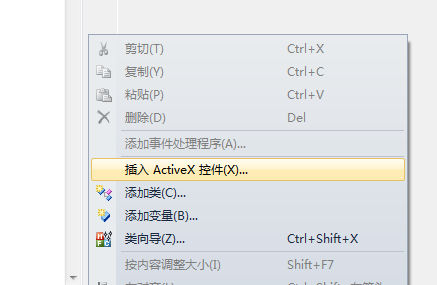 剪切(T) Ctrl+X
复制(Y) Ctrl+C
粘贴(P) Ctrl+V
删除(D) Del
添加事件处理程序(A)...
插入 ActiveX 控件(X)...
添加类(C)...
添加变量(B)...
类向导(Z)... Ctrl+Shift+X
按内容调整大小(I) Shift+F7